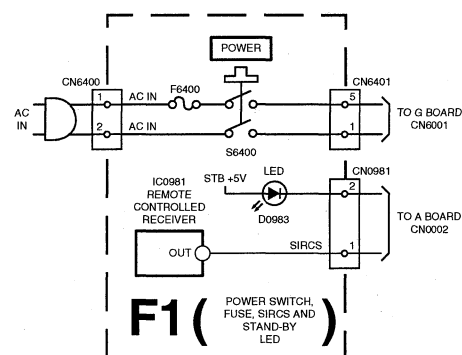 POWER
CN6400
F6400
CN6401
AC IN
1
AC IN
5
2
AC IN
1
TO G BOARD
CN6001
S6400
CN0981
IC0981
REMOTE
CONTROLLED
RECEIVER
STB +5V
LED
2
D0983
TO A BOARD
CN0002
OUT
SIRCS
1
F1 ( POWER SWITCH,
FUSE, SIRCS AND
STAND-BY
LED )